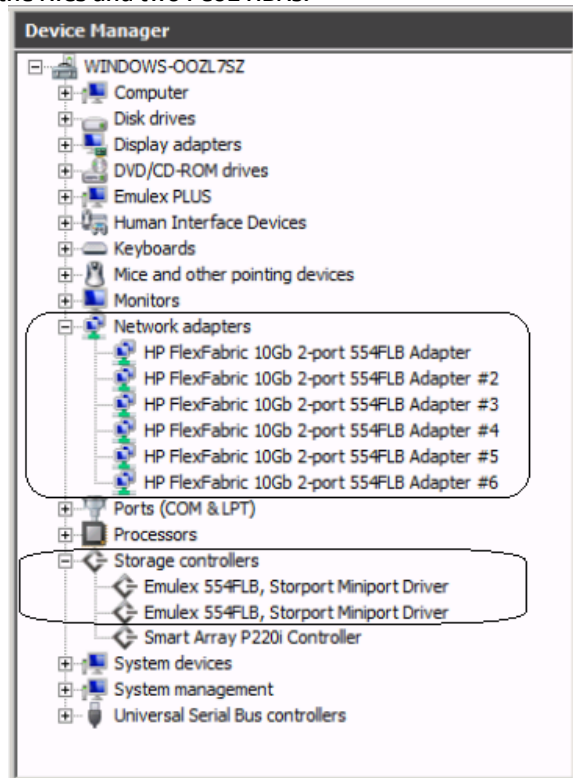 Device Manager
WINDOWS-OOZL7SZ
Computer
Disk drives
Display adapters
DVD/CD-ROM drives
Emulex PLUS
Human Interface Devices
Keyboards
Mice and other pointing devices
Monitors
Network adapters
HP FlexFabric 10Gb 2-port 554FLB Adapter
HP FlexFabric 10Gb 2-port 554FLB Adapter #2
HP FlexFabric 10Gb 2-port 554FLB Adapter #3
HP FlexFabric 10Gb 2-port 554FLB Adapter #4
HP FlexFabric 10Gb 2-port 554FLB Adapter #5
HP FlexFabric 10Gb 2-port 554FLB Adapter #6
Ports (COM & LPT)
Processors
Storage controllers
Emulex 554FLB, Storport Miniport Driver
Emulex 554FLB, Storport Miniport Driver
Smart Array P220i Controller
System devices
System management
Universal Serial Bus controllers